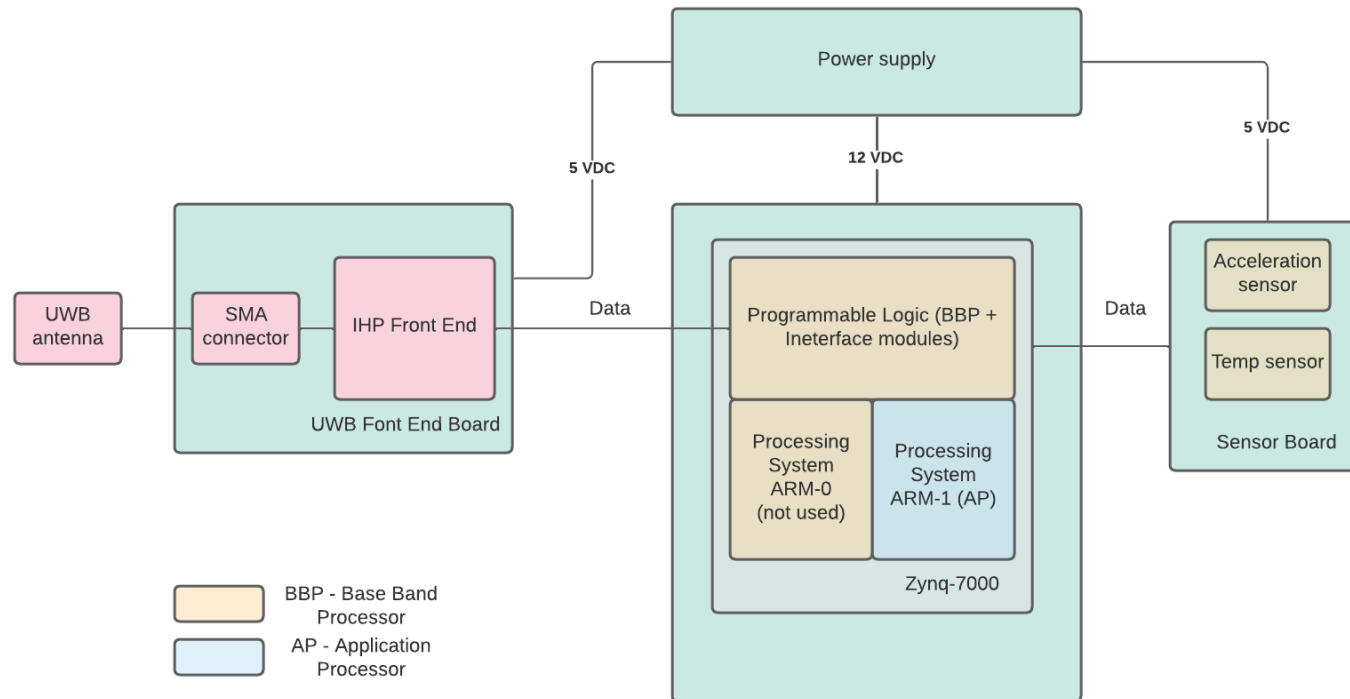 Power supply
5 VDC
12 VDC
5 VDC
UWB
antenna
SMA
connector
IHP Front End
UWB Font End Board
Data
Programmable Logic (BBP +
Ineterface modules)
Processing
System
ARM-0
(not used)
Processing
System
ARM-1 (AP)
Zynq-7000
Data
Acceleration
sensor
Temp sensor
Sensor Board
BBP - Base Band
Processor
AP - Application
Processor